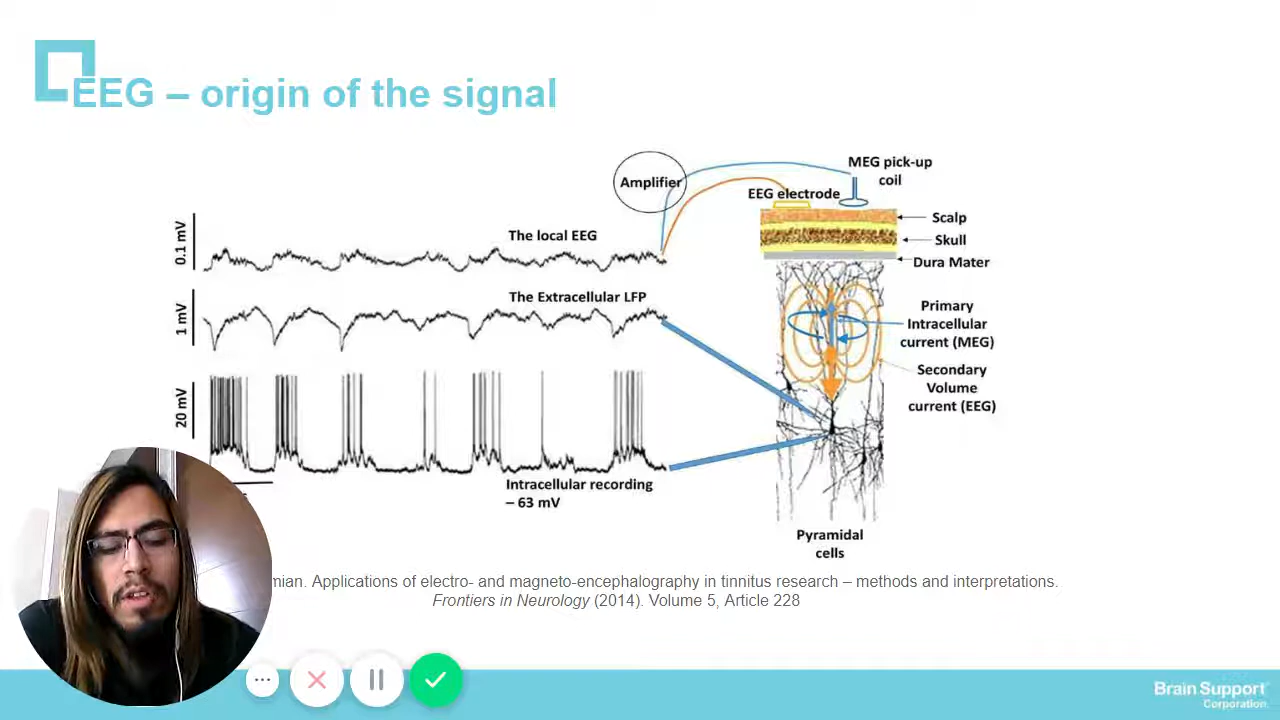 EEG – origin of the signal
MEG pick-up
coil
Amplifier
EEG electrode
Scalp
Skull
Dura Mater
0.1 mV
The local EEG
1 mV
The Extracellular LFP
Primary
Intracellular
current (MEG)
Secondary
Volume
current (EEG)
20 mV
Intracellular recording
– 63 mV
Pyramidal
cells
Applications of electro- and magneto-encephalography in tinnitus research – methods and interpretations.
Frontiers in Neurology (2014). Volume 5, Article 228
Brain Support
Corporation